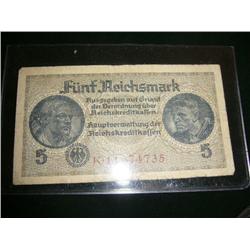 Fünf Reichsmark
Ausgegeben auf Grund
der Verordnung über
Reichskreditkassen
Hauptverwaltung der
Reichskreditkassen
5 5